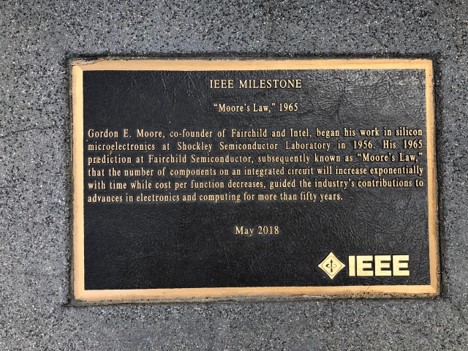 IEEE MILESTONE
“Moore's Law,” 1965
Gordon E. Moore, co-founder of Fairchild and Intel, began his work in silicon
microelectronics at Shockley Semiconductor Laboratory in 1956. His 1965
prediction at Fairchild Semiconductor, subsequently known as “Moore's Law,”
that the number of components on an integrated circuit will increase exponentially
with time while cost per function decreases, guided the industry's contributions to
advances in electronics and computing for more than fifty years.
May 2018
IEEE